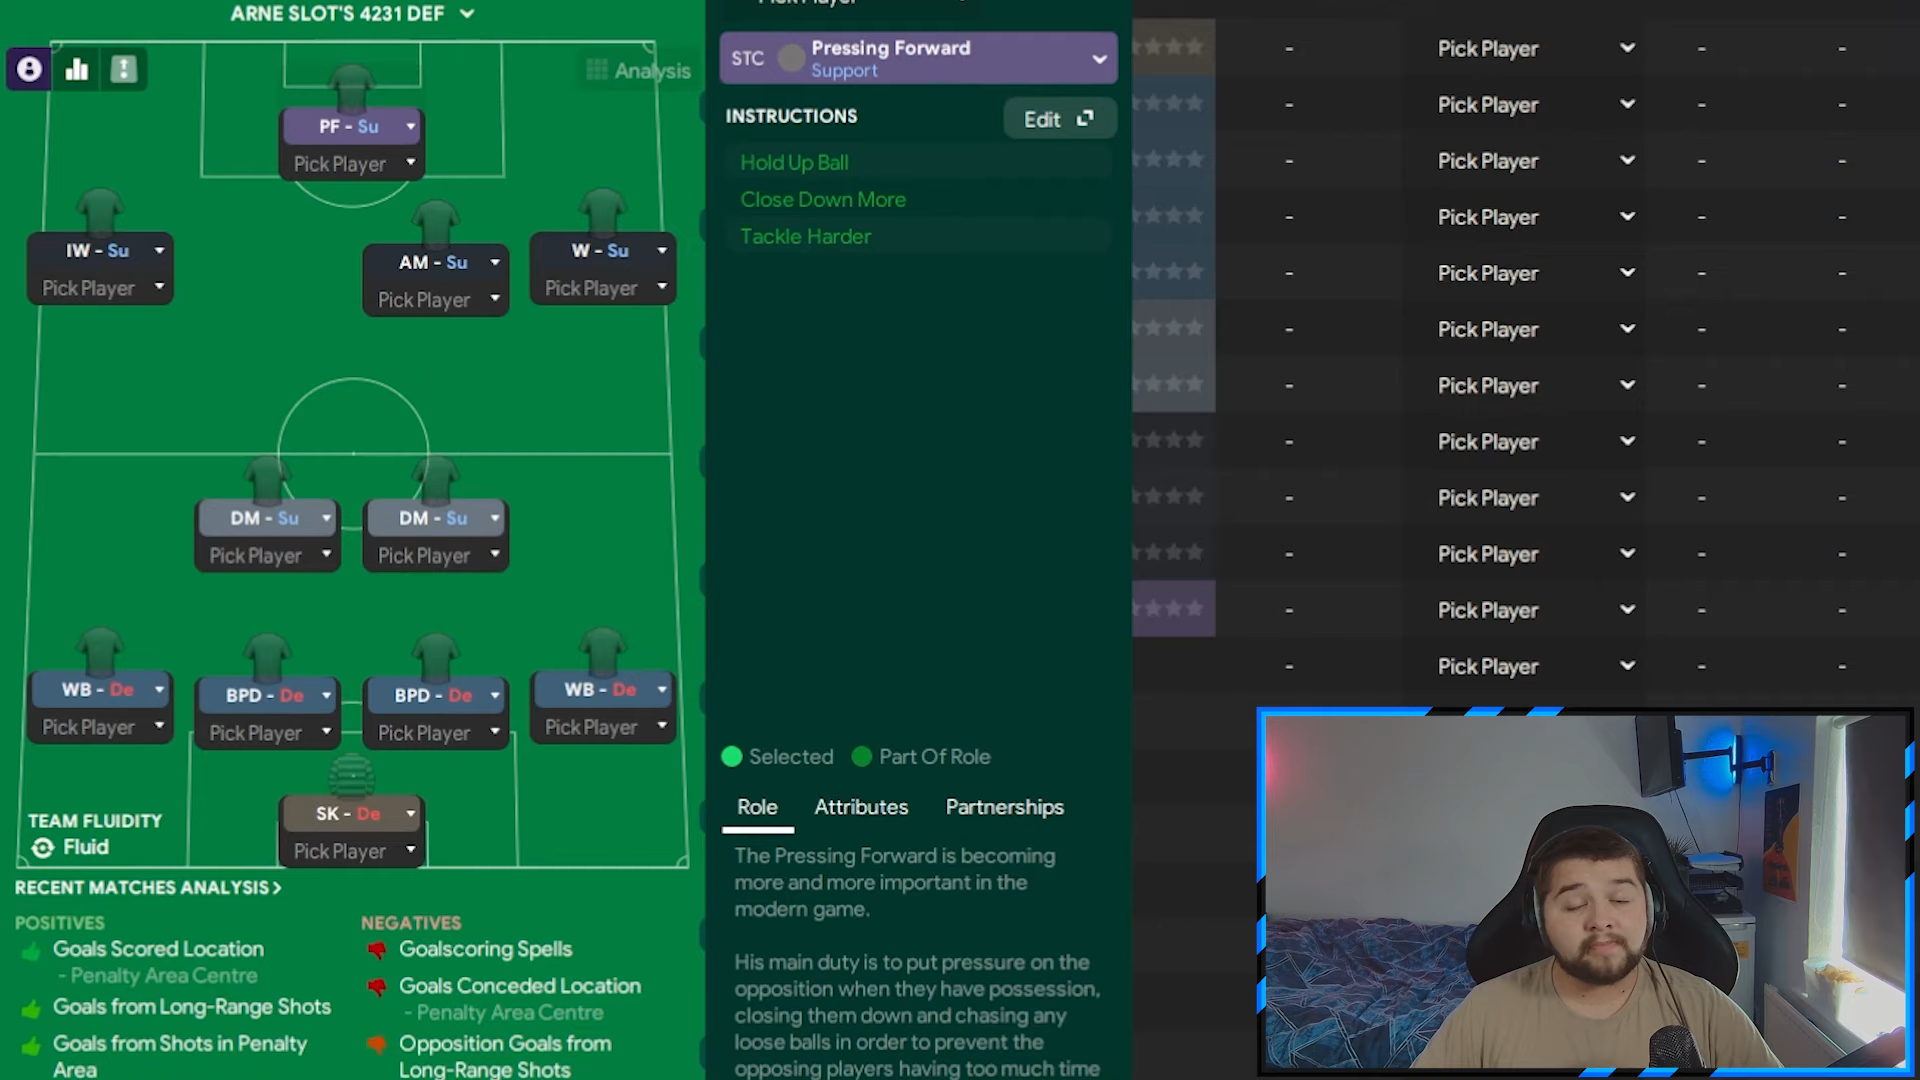 ARNE SLOT'S 4231 DEF
Analysis
PF - Su
Pick Player
IW - Su
Pick Player
AM - Su
Pick Player
W - Su
Pick Player
DM - Su
Pick Player
DM - Su
Pick Player
WB - De
Pick Player
BPD - De
Pick Player
BPD - De
Pick Player
WB - De
Pick Player
SK - De
Pick Player
TEAM FLUIDITY
Fluid
RECENT MATCHES ANALYSIS >
POSITIVES
Goals Scored Location
- Penalty Area Centre
Goals from Long-Range Shots
Goals from Shots in Penalty
Area
NEGATIVES
Goalscoring Spells
Goals Conceded Location
- Penalty Area Centre
Opposition Goals from
Long-Range Shots
Pick Player
STC
Pressing Forward
Support
INSTRUCTIONS
Edit
Hold Up Ball
Close Down More
Tackle Harder
Selected
Part Of Role
Role
Attributes
Partnerships
The Pressing Forward is becoming
more and more important in the
modern game.
His main duty is to put pressure on the
opposition when they have possession,
closing them down and chasing any
loose balls in order to prevent the
opposing players having too much time
- Pick Player - -
- Pick Player - -
- Pick Player - -
- Pick Player - -
- Pick Player - -
- Pick Player - -
- Pick Player - -
- Pick Player - -
- Pick Player - -
- Pick Player - -
- Pick Player - -
- Pick Player - -